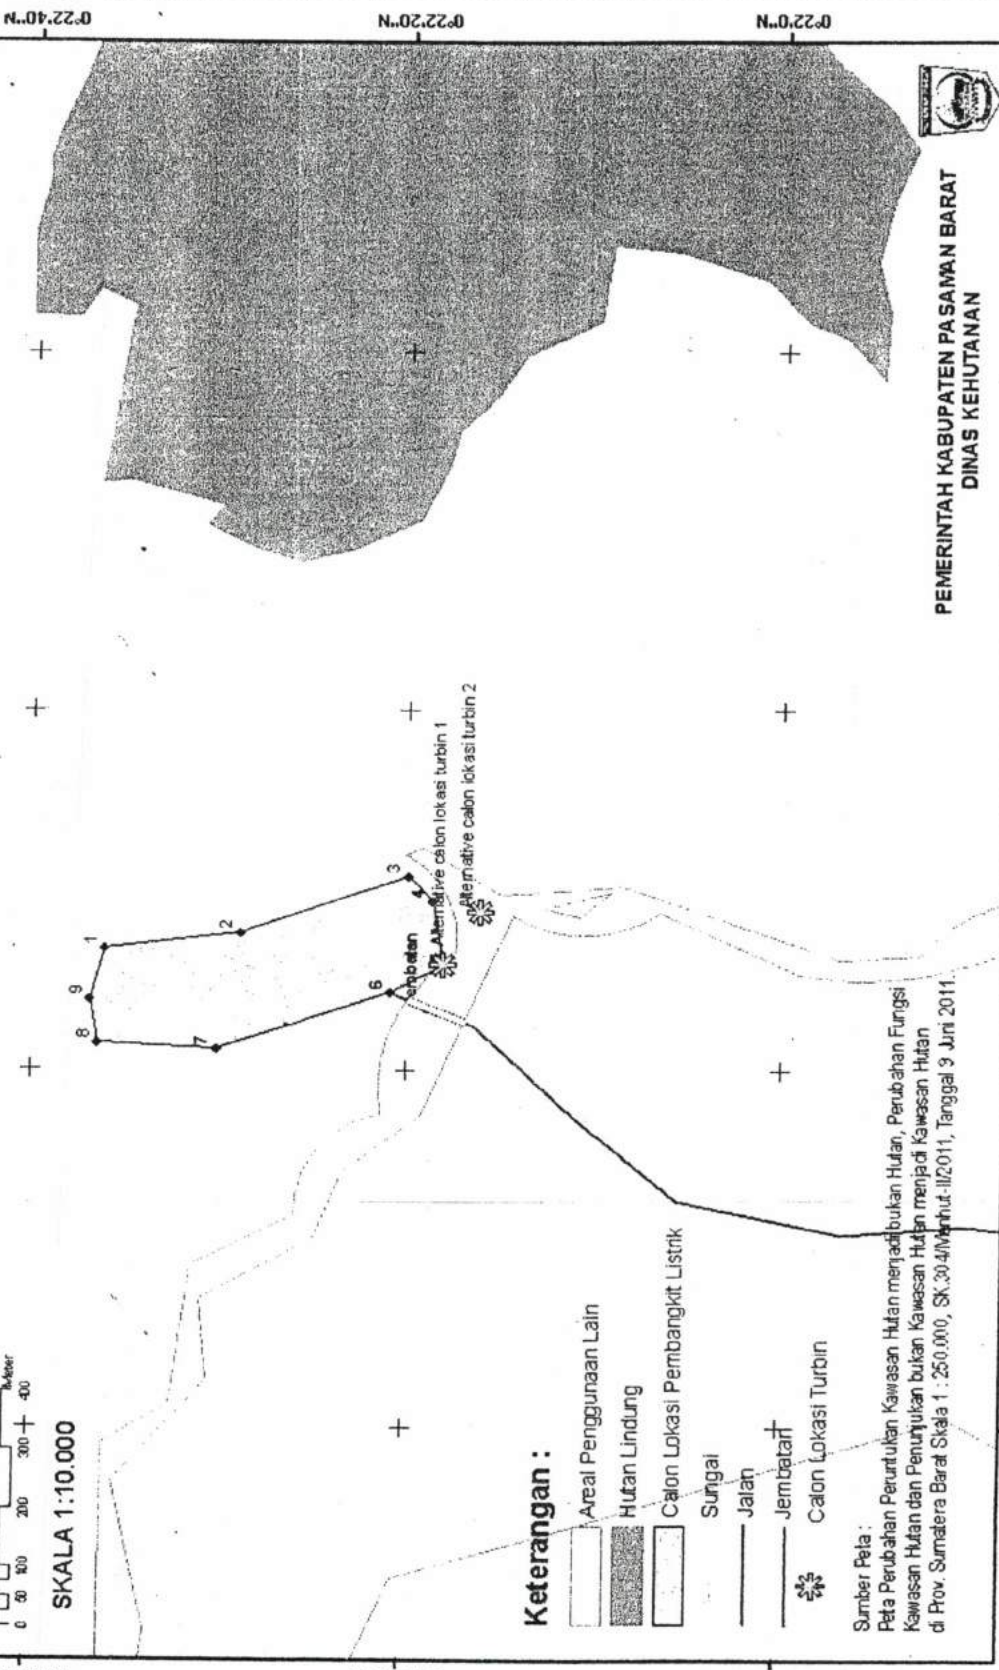 0°22'40"N
0°22'20"N
0°22'0"N
Meter
0 50 100 200 300 400
SKALA 1:10.000
1
2
3
4
6
7
8
9
embatan
Alternative calon lokasi turbin 1
Alternative calon lokasi turbin 2
Keterangan :
Areal Penggunaan Lain
Hutan Lindung
Calon Lokasi Pembangkit Listrik
Sungai
Jalan
Jembatan
Calon Lokasi Turbin
Sumber Peta :
Peta Perubahan Peruntukan Kawasan Hutan menjadi bukan Hutan, Perubahan Fungsi
Kawasan Hutan dan Penunjukan bukan Kawasan Hutan menjadi Kawasan Hutan
di Prov. Sumatera Barat Skala 1 : 250.000, SK.304/Menhut-II/2011, Tanggal 9 Juni 2011.
PEMERINTAH KABUPATEN PASAMAN BARAT
DINAS KEHUTANAN